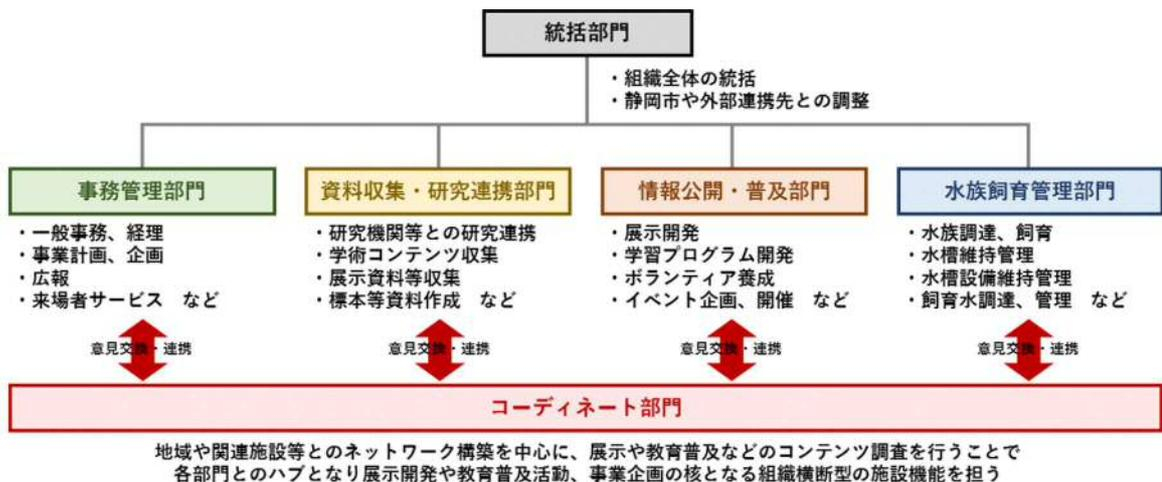 統括部門
・組織全体の統括
・静岡市や外部連携先との調整
事務管理部門
・一般事務、経理
・事業計画、企画
・広報
・来場者サービス　など
資料収集・研究連携部門
・研究機関等との研究連携
・学術コンテンツ収集
・展示資料等収集
・標本等資料作成　など
情報公開・普及部門
・展示開発
・学習プログラム開発
・ボランティア養成
・イベント企画、開催　など
水族飼育管理部門
・水族調達、飼育
・水槽維持管理
・水槽設備維持管理
・飼育水調達、管理　など
意見交換・連携
意見交換・連携
意見交換・連携
意見交換・連携
コーディネート部門
地域や関連施設等とのネットワーク構築を中心に、展示や教育普及などのコンテンツ調査を行うことで
各部門とのハブとなり展示開発や教育普及活動、事業企画の核となる組織横断型の施設機能を担う